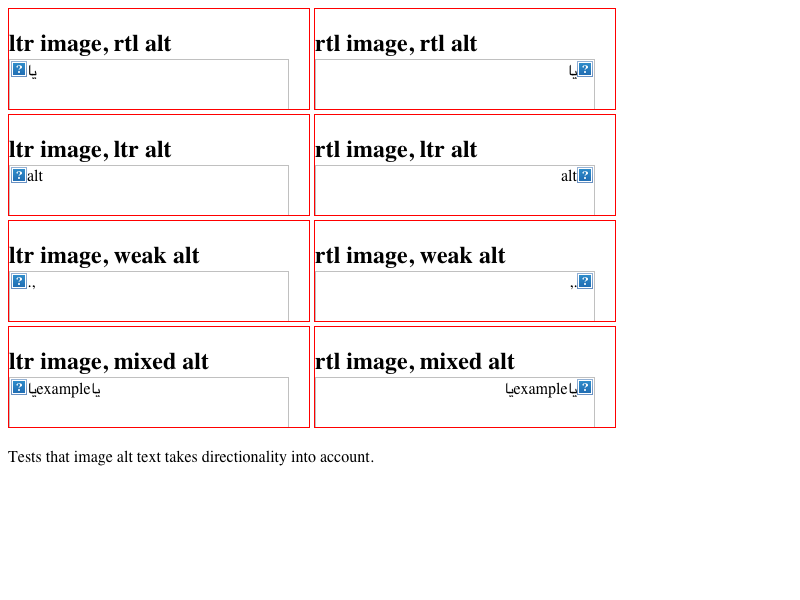 ltr image, rtl alt
يا
rtl image, rtl alt
يا
ltr image, ltr alt
alt
rtl image, ltr alt
alt
ltr image, weak alt
.,
rtl image, weak alt
,.
ltr image, mixed alt
ياexampleيا
rtl image, mixed alt
ياexampleيا
Tests that image alt text takes directionality into account.